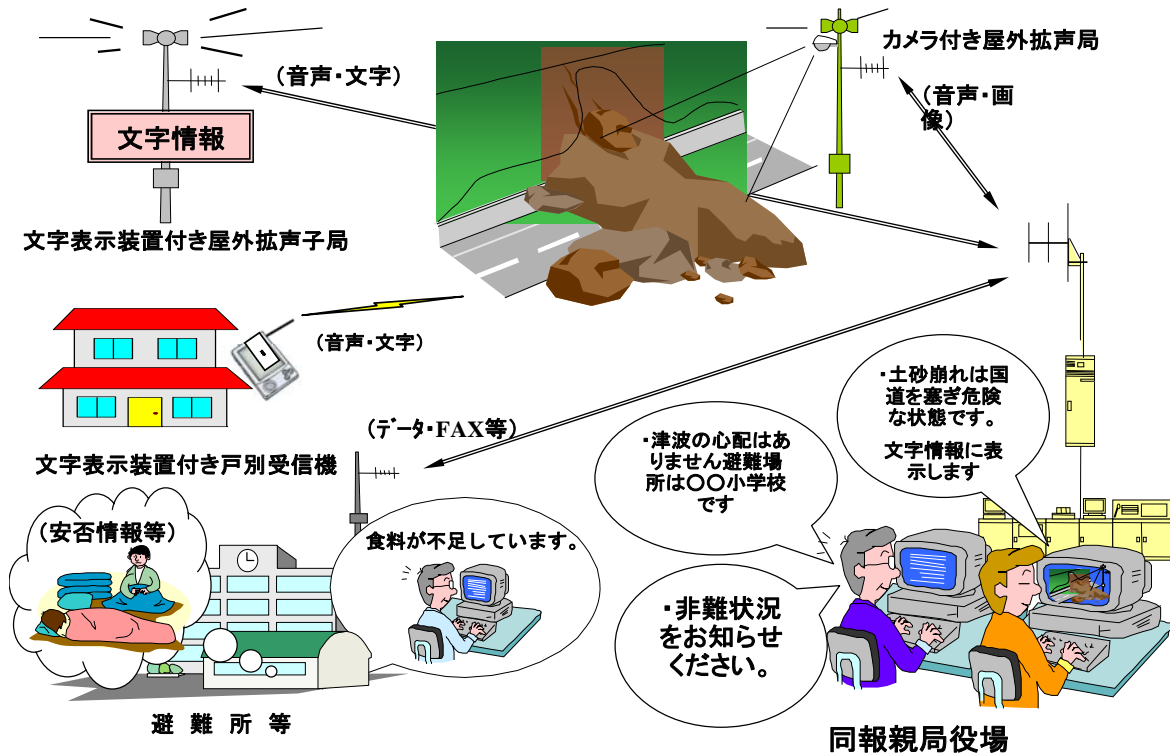 カメラ付き屋外拡声局
(音声・文字)
(音声・画
像)
文字情報
文字表示装置付き屋外拡声子局
(音声・文字)
・土砂崩れは国
道を塞ぎ危険
な状態です。
文字情報に表
示します
(データ・FAX等)
・津波の心配はあ
りません避難場
所は〇〇小学校
です
文字表示装置付き戸別受信機
(安否情報等)
食料が不足しています。
・非難状況
をお知らせ
ください。
避 難 所 等
同報親局役場